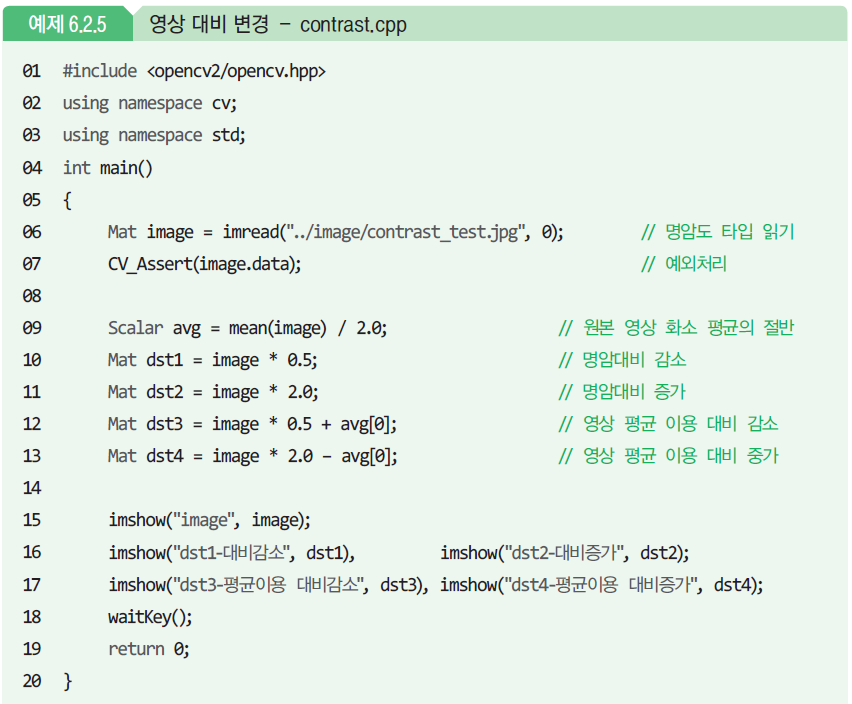 예제 6.2.5 영상 대비 변경 - contrast.cpp
01 #include <opencv2/opencv.hpp>
02 using namespace cv;
03 using namespace std;
04 int main()
05 {
06 Mat image = imread("../image/contrast_test.jpg", 0); // 명암도 타입 읽기
07 CV_Assert(image.data); // 예외처리
08
09 Scalar avg = mean(image) / 2.0; // 원본 영상 화소 평균의 절반
10 Mat dst1 = image * 0.5; // 명암대비 감소
11 Mat dst2 = image * 2.0; // 명암대비 증가
12 Mat dst3 = image * 0.5 + avg[0]; // 영상 평균 이용 대비 감소
13 Mat dst4 = image * 2.0 - avg[0]; // 영상 평균 이용 대비 중가
14
15 imshow("image", image);
16 imshow("dst1-대비감소", dst1), imshow("dst2-대비증가", dst2);
17 imshow("dst3-평균이용 대비감소", dst3), imshow("dst4-평균이용 대비증가", dst4);
18 waitKey();
19 return 0;
20 }